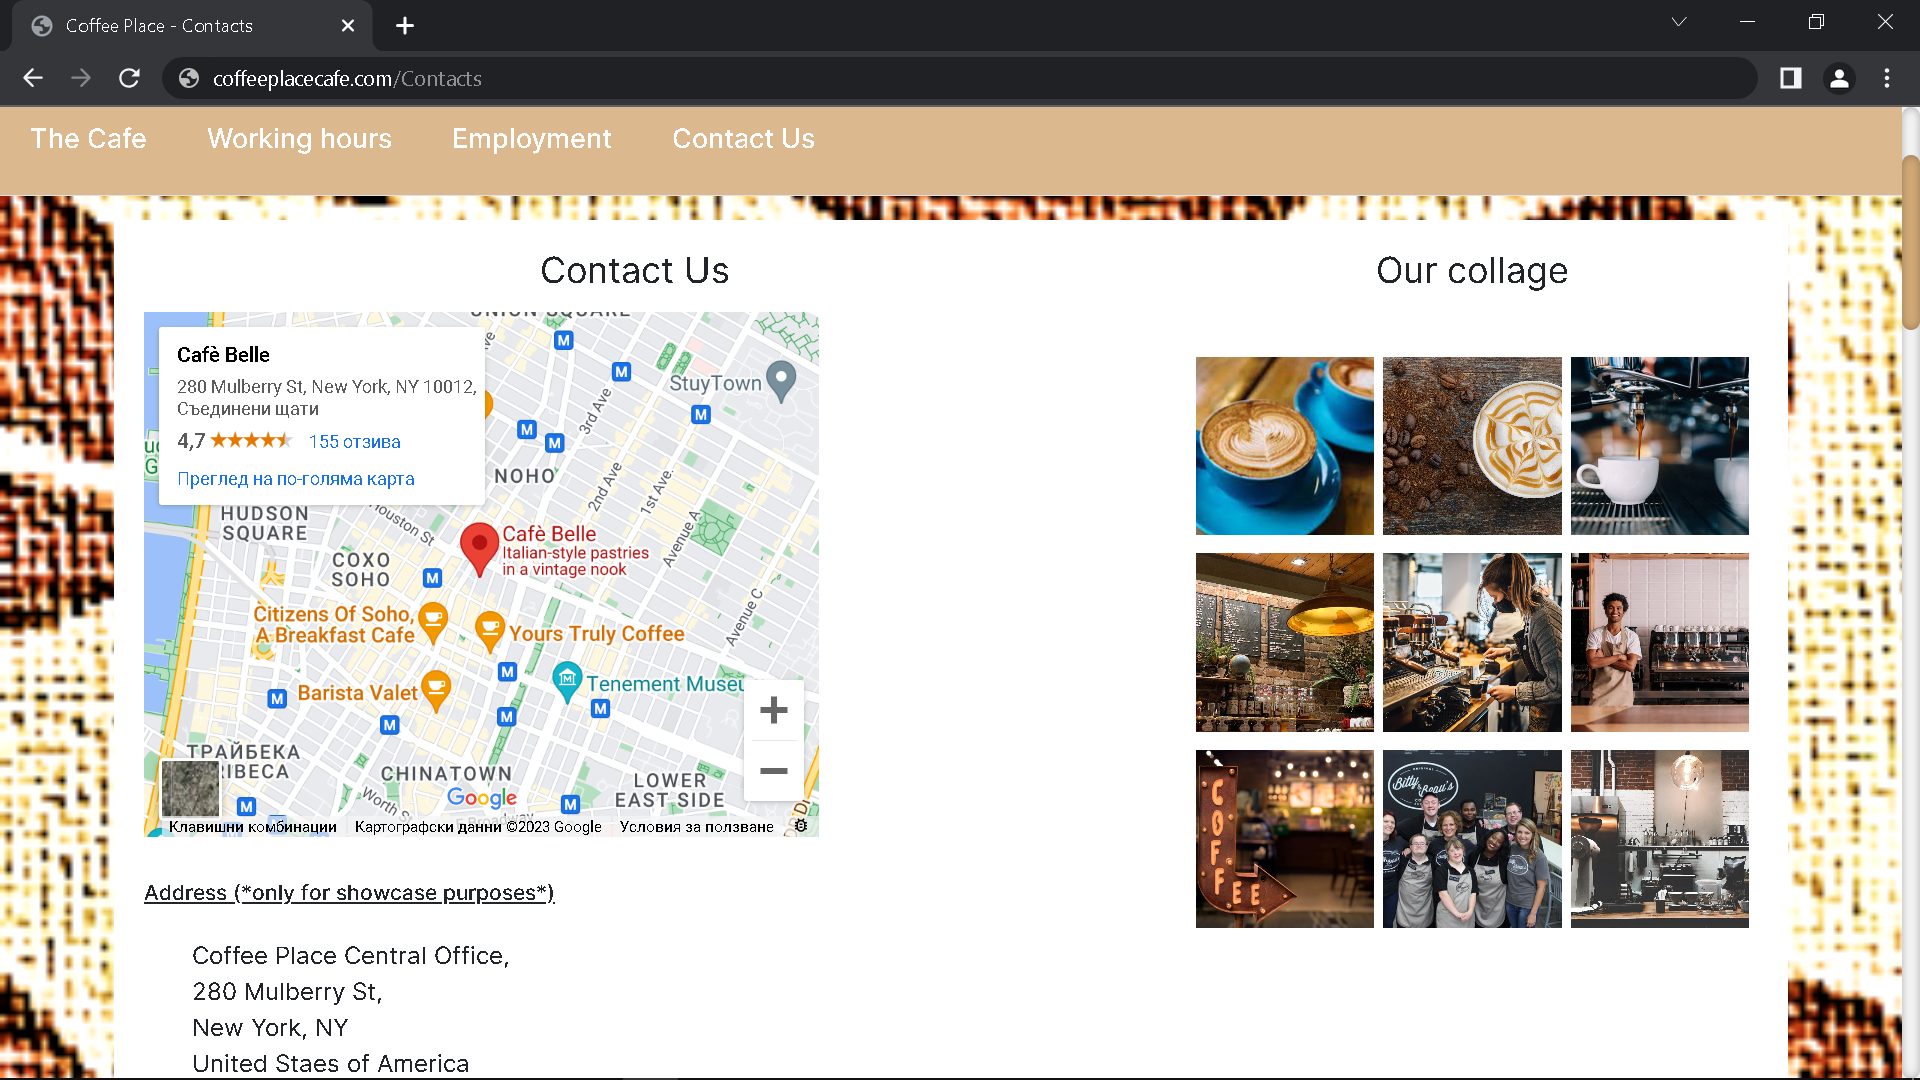 Coffee Place - Contacts
coffeeplacecafe.com/Contacts
The Cafe Working hours Employment Contact Us
Contact Us
Our collage
UNION SQUARE
Cafè Belle
280 Mulberry St, New York, NY 10012,
Съединени щати
4,7 155 отзива
Преглед на по-голяма карта
StuyTown
3rd Ave
NOHO
2nd Ave
1st Ave.
Avenue A
Avenue C
HUDSON
SQUARE
Houston St
COXO
SOHO
Cafè Belle
Italian-style pastries
in a vintage nook
Citizens Of Soho,
A Breakfast Cafe
Yours Truly Coffee
Barista Valet
Tenement Museu
ТРАЙБЕКА
RIBECA
CHINATOWN
LOWER
EAST SIDE
Worth S
E Broadway
Google
M
M
M
M
M
M
M
M
M
M
M
M
M
Клавишни комбинации Картографски данни ©2023 Google Условия за ползване
COFFEE
Bitty & Beau's
Address (*only for showcase purposes*)
Coffee Place Central Office,
280 Mulberry St,
New York, NY
United Staes of America